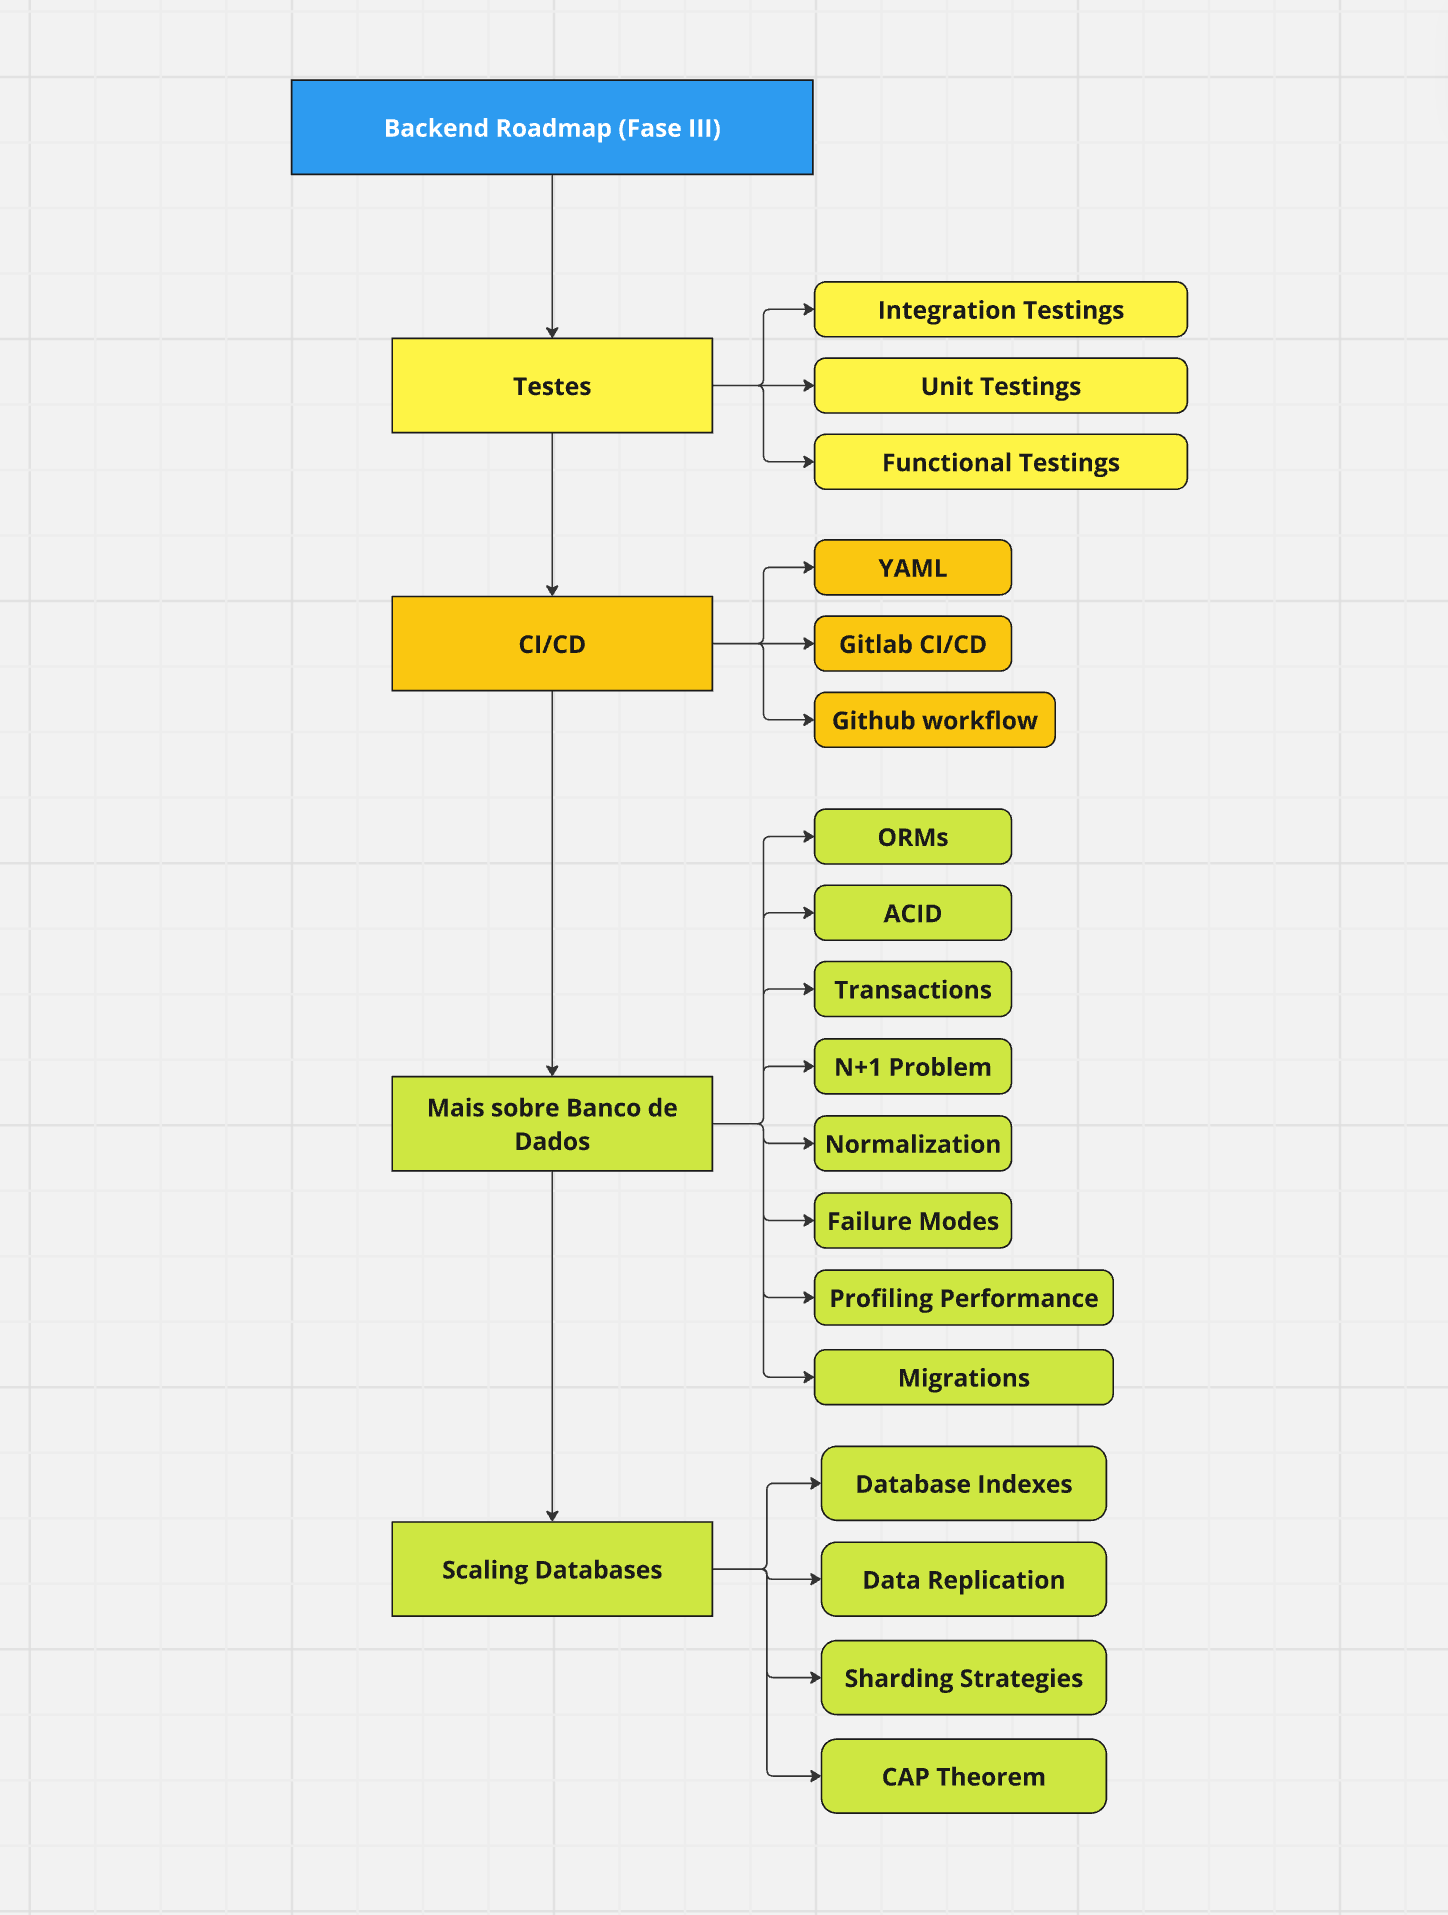 Backend Roadmap (Fase III)
Testes
Integration Testings
Unit Testings
Functional Testings
CI/CD
YAML
Gitlab CI/CD
Github workflow
Mais sobre Banco de
Dados
ORMs
ACID
Transactions
N+1 Problem
Normalization
Failure Modes
Profiling Performance
Migrations
Scaling Databases
Database Indexes
Data Replication
Sharding Strategies
CAP Theorem